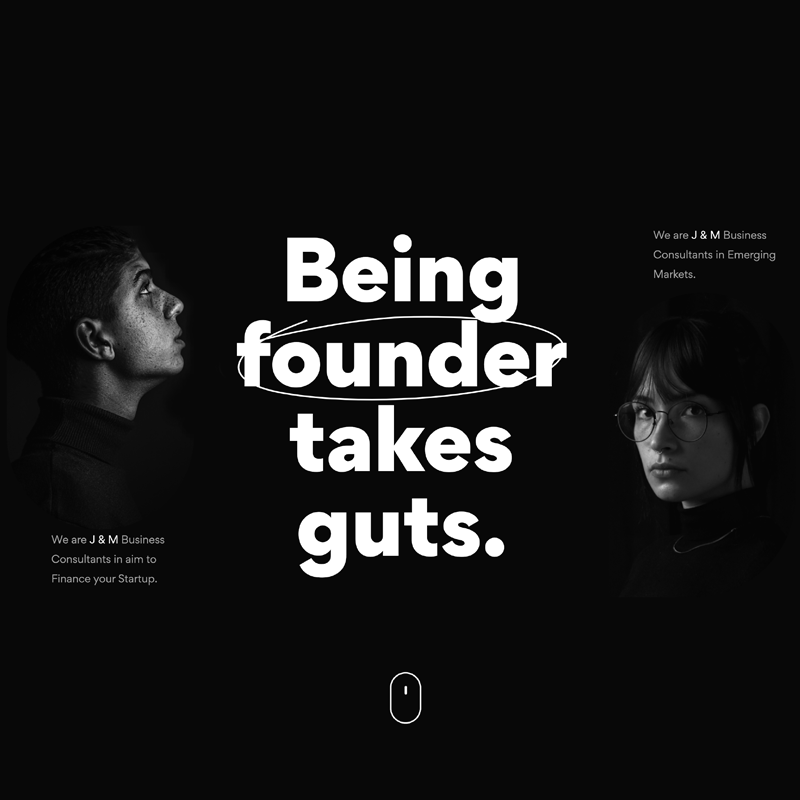 Being
founder
takes
guts.
We are J & M Business
Consultants in Emerging
Markets.
We are J & M Business
Consultants in aim to
Finance your Startup.